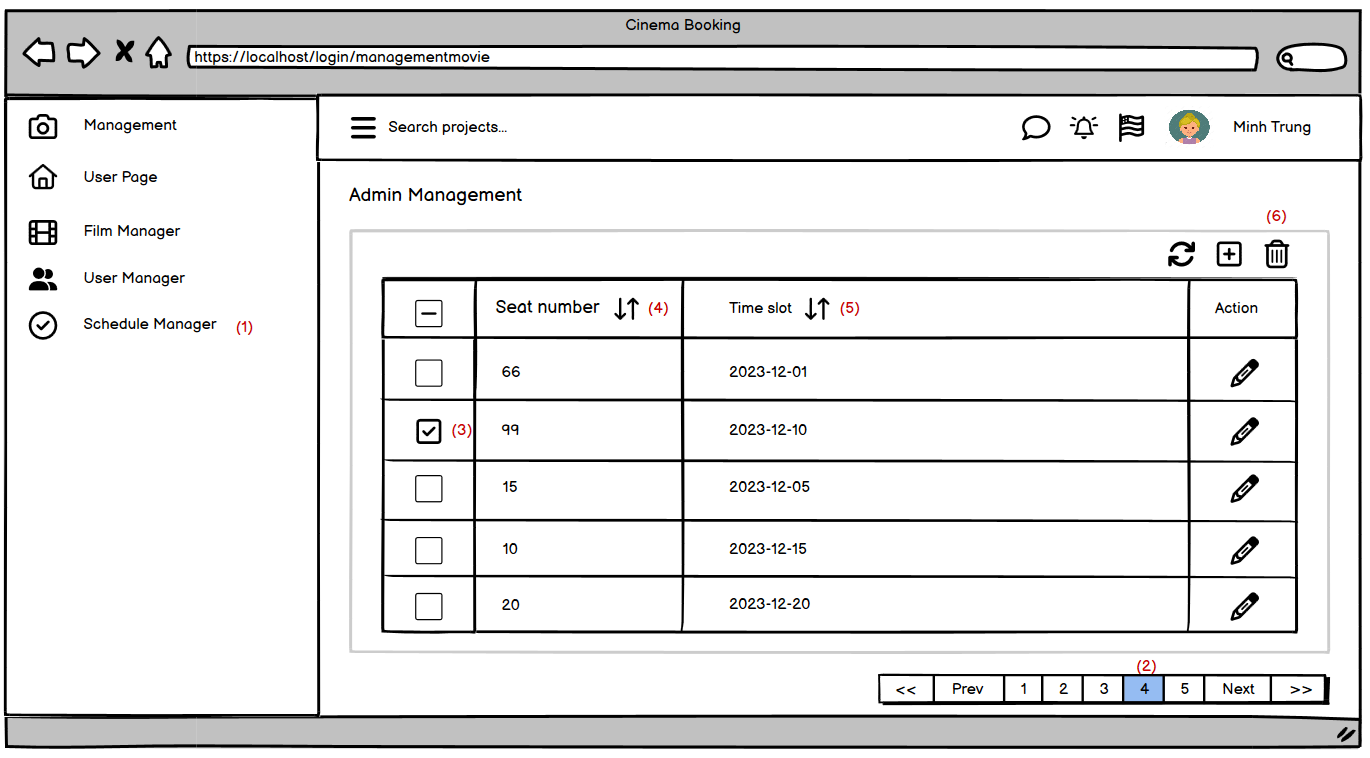 Cinema Booking
https://localhost/login/managementmovie
Management
User Page
Film Manager
User Manager
Schedule Manager (1)
Search projects...
Minh Trung
Admin Management
(6)
Seat number (4) Time slot (5) Action
66 2023-12-01
(3) 99 2023-12-10
15 2023-12-05
10 2023-12-15
20 2023-12-20
(2)
<< Prev 1 2 3 4 5 Next >>